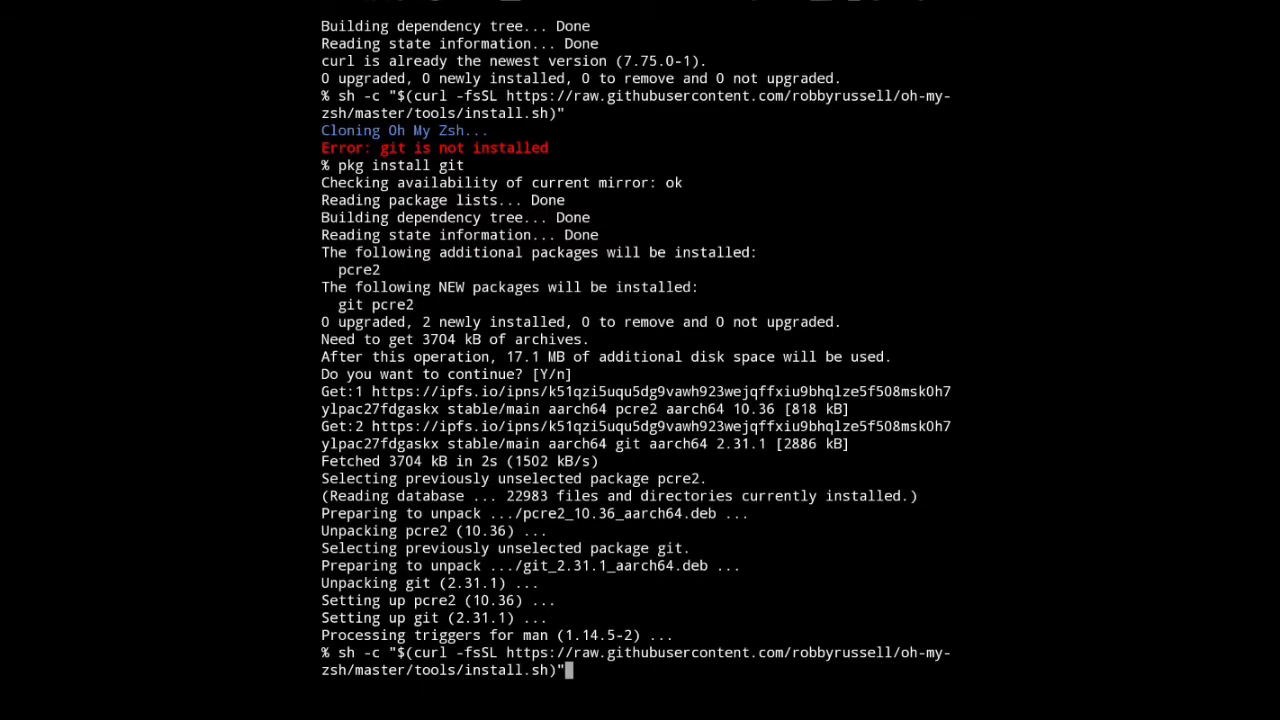 Building dependency tree... Done
Reading state information... Done
curl is already the newest version (7.75.0-1).
0 upgraded, 0 newly installed, 0 to remove and 0 not upgraded.
% sh -c "$(curl -fsSL https://raw.githubusercontent.com/robbyrussell/oh-my-
zsh/master/tools/install.sh)"
Cloning Oh My Zsh...
Error: git is not installed
% pkg install git
Checking availability of current mirror: ok
Reading package lists... Done
Building dependency tree... Done
Reading state information... Done
The following additional packages will be installed:
  pcre2
The following NEW packages will be installed:
  git pcre2
0 upgraded, 2 newly installed, 0 to remove and 0 not upgraded.
Need to get 3704 kB of archives.
After this operation, 17.1 MB of additional disk space will be used.
Do you want to continue? [Y/n]
Get:1 https://ipfs.io/ipns/k51qzi5uqu5dg9vawh923wejqffxiu9bhqlze5f508msk0h7
ylpac27fdgaskx stable/main aarch64 pcre2 aarch64 10.36 [818 kB]
Get:2 https://ipfs.io/ipns/k51qzi5uqu5dg9vawh923wejqffxiu9bhqlze5f508msk0h7
ylpac27fdgaskx stable/main aarch64 git aarch64 2.31.1 [2886 kB]
Fetched 3704 kB in 2s (1502 kB/s)
Selecting previously unselected package pcre2.
(Reading database ... 22983 files and directories currently installed.)
Preparing to unpack .../pcre2_10.36_aarch64.deb ...
Unpacking pcre2 (10.36) ...
Selecting previously unselected package git.
Preparing to unpack .../git_2.31.1_aarch64.deb ...
Unpacking git (2.31.1) ...
Setting up pcre2 (10.36) ...
Setting up git (2.31.1) ...
Processing triggers for man (1.14.5-2) ...
% sh -c "$(curl -fsSL https://raw.githubusercontent.com/robbyrussell/oh-my-
zsh/master/tools/install.sh)"